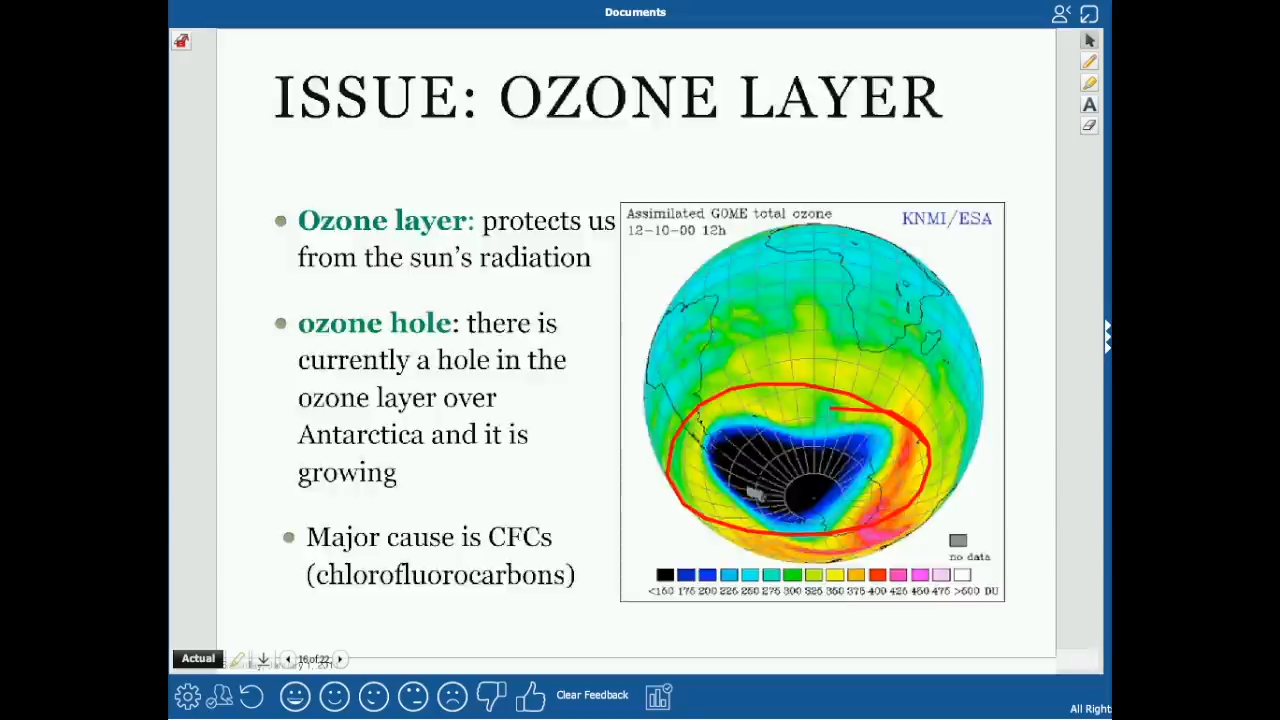 Documents
ISSUE: OZONE LAYER
Ozone layer: protects us
from the sun's radiation
ozone hole: there is
currently a hole in the
ozone layer over
Antarctica and it is
growing
Major cause is CFCs
(chlorofluorocarbons)
Assimilated GOME total ozone
12-10-00 12h
KNMI/ESA
no data
<150 175 200 225 250 275 300 325 350 375 400 425 450 475 >500 DU
Actual
16 of 22
Clear Feedback
All Right